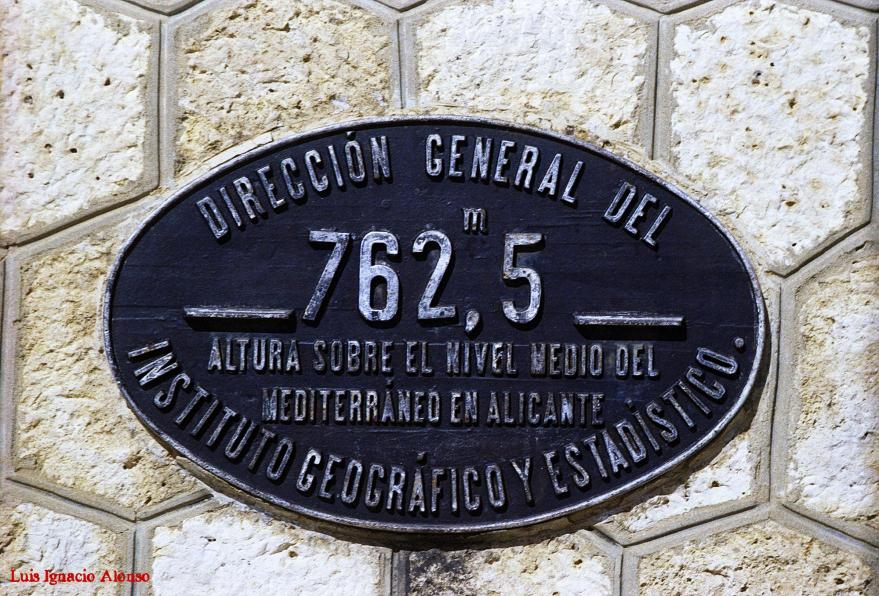 DIRECCIÓN GENERAL DEL
762,5 m
ALTURA SOBRE EL NIVEL MEDIO DEL
MEDITERRÁNEO EN ALICANTE
INSTITUTO GEOGRÁFICO Y ESTADÍSTICO.
Luis Ignacio Alonso